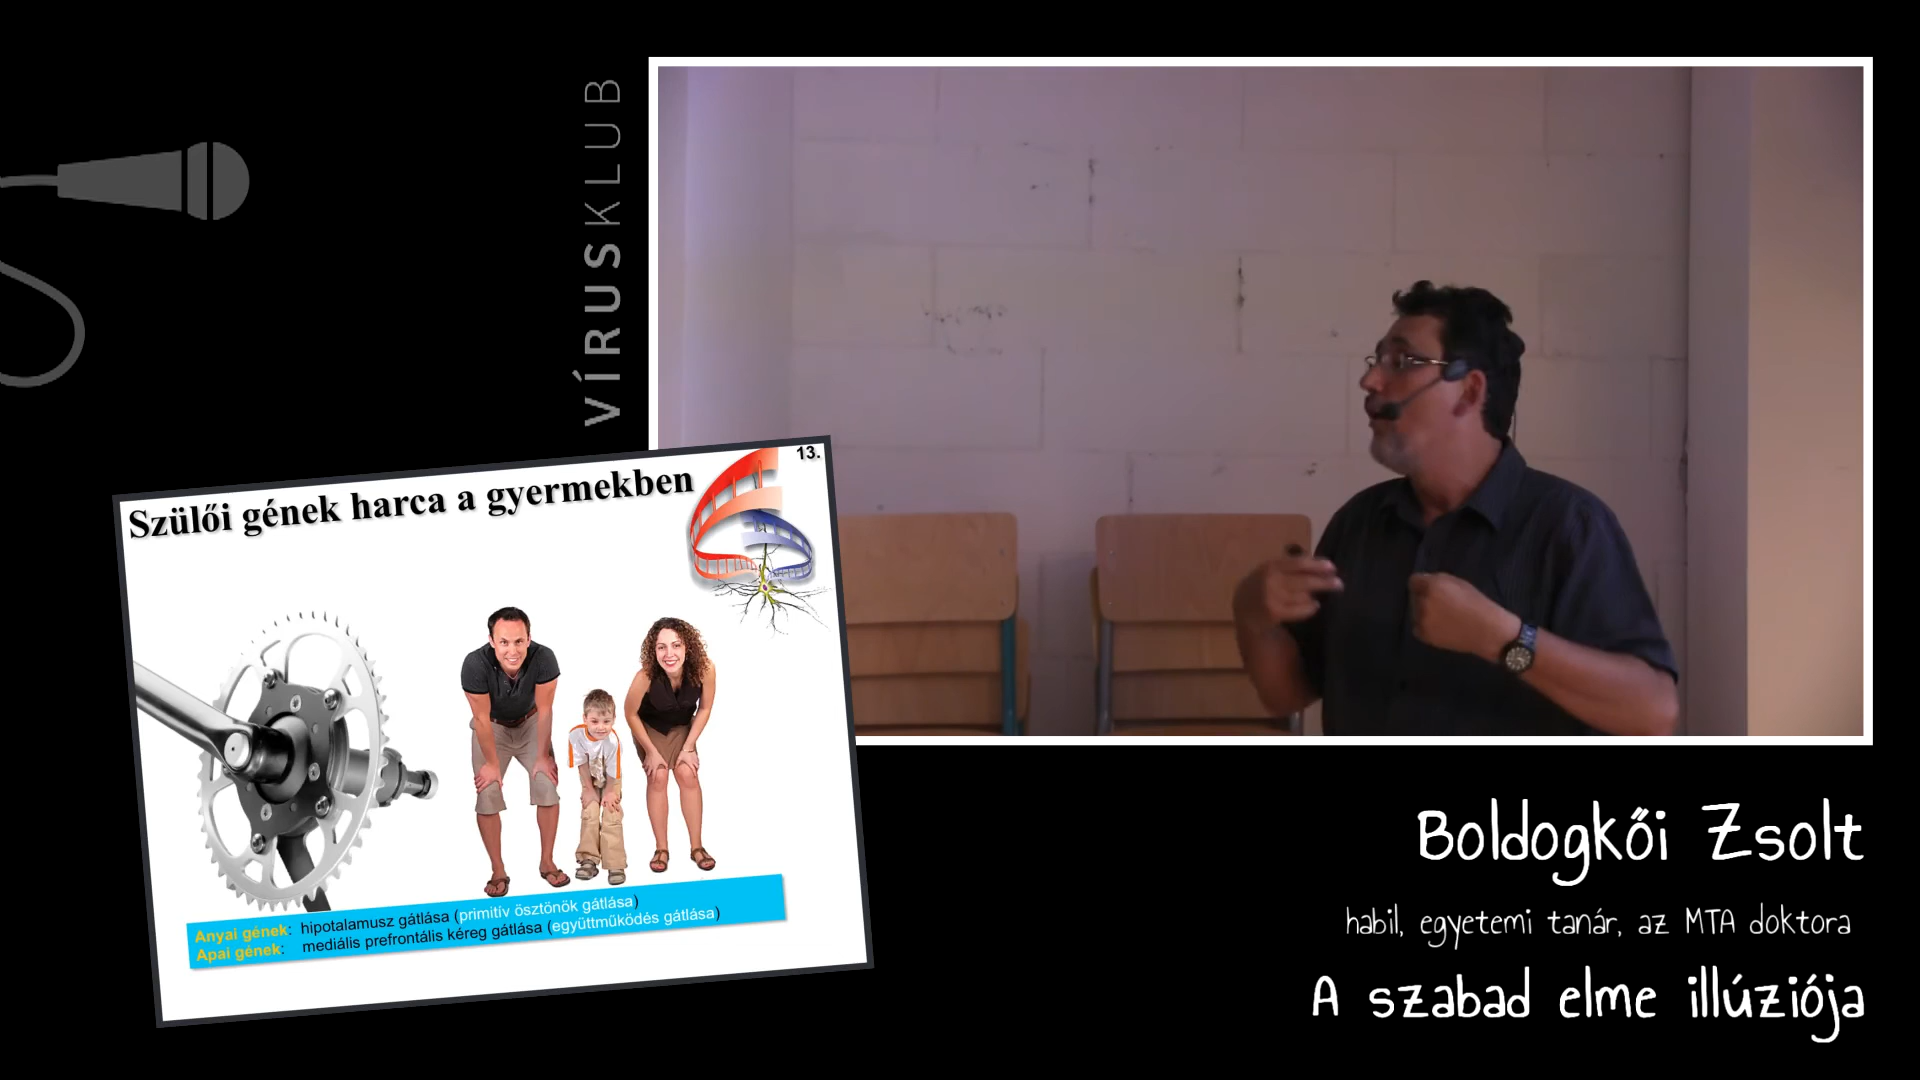 VÍRUSKLUB
13.
Szülői gének harca a gyermekben
Anyai gének: hipotalamusz gátlása (primitív ösztönök gátlása)
Apai gének: mediális prefrontális kéreg gátlása (együttműködés gátlása)
Boldogkői Zsolt
habil, egyetemi tanár, az MTA doktora
A szabad elme illúziója